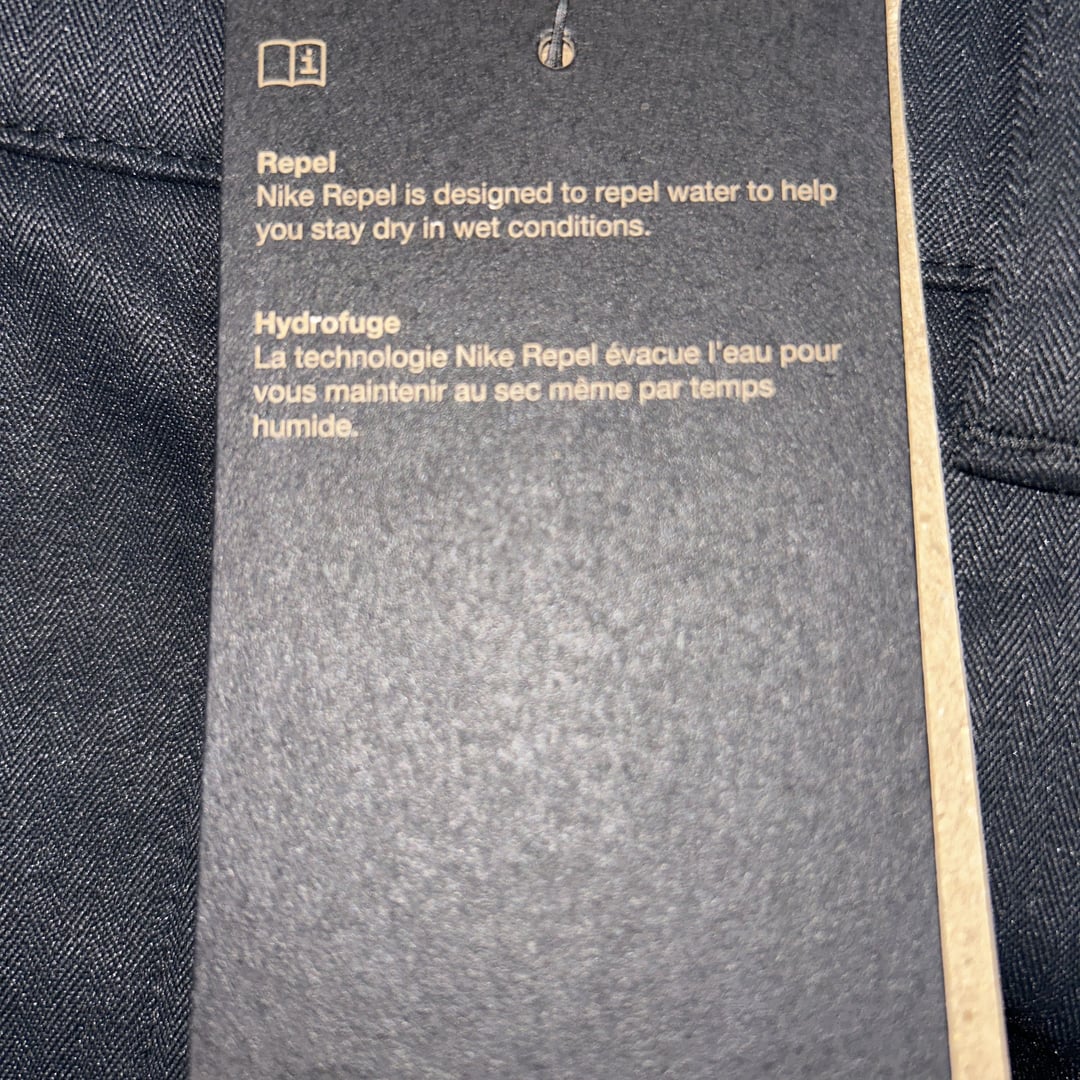 Repel
Nike Repel is designed to repel water to help
you stay dry in wet conditions.
Hydrofuge
La technologie Nike Repel évacue l'eau pour
vous maintenir au sec même par temps
humide.